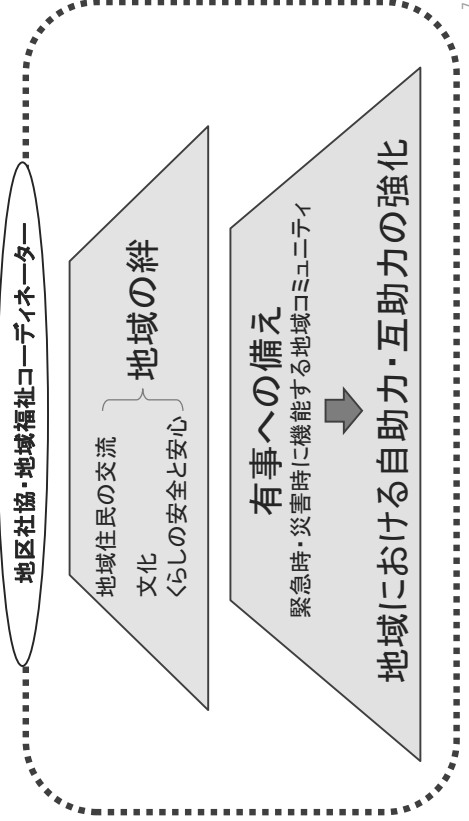 地区社協・地域福祉コーディネーター
地域住民の交流
文化
くらしの安全と安心
地域の絆
有事への備え
緊急時・災害時に機能する地域コミュニティ
地域における自助力・互助力の強化
7